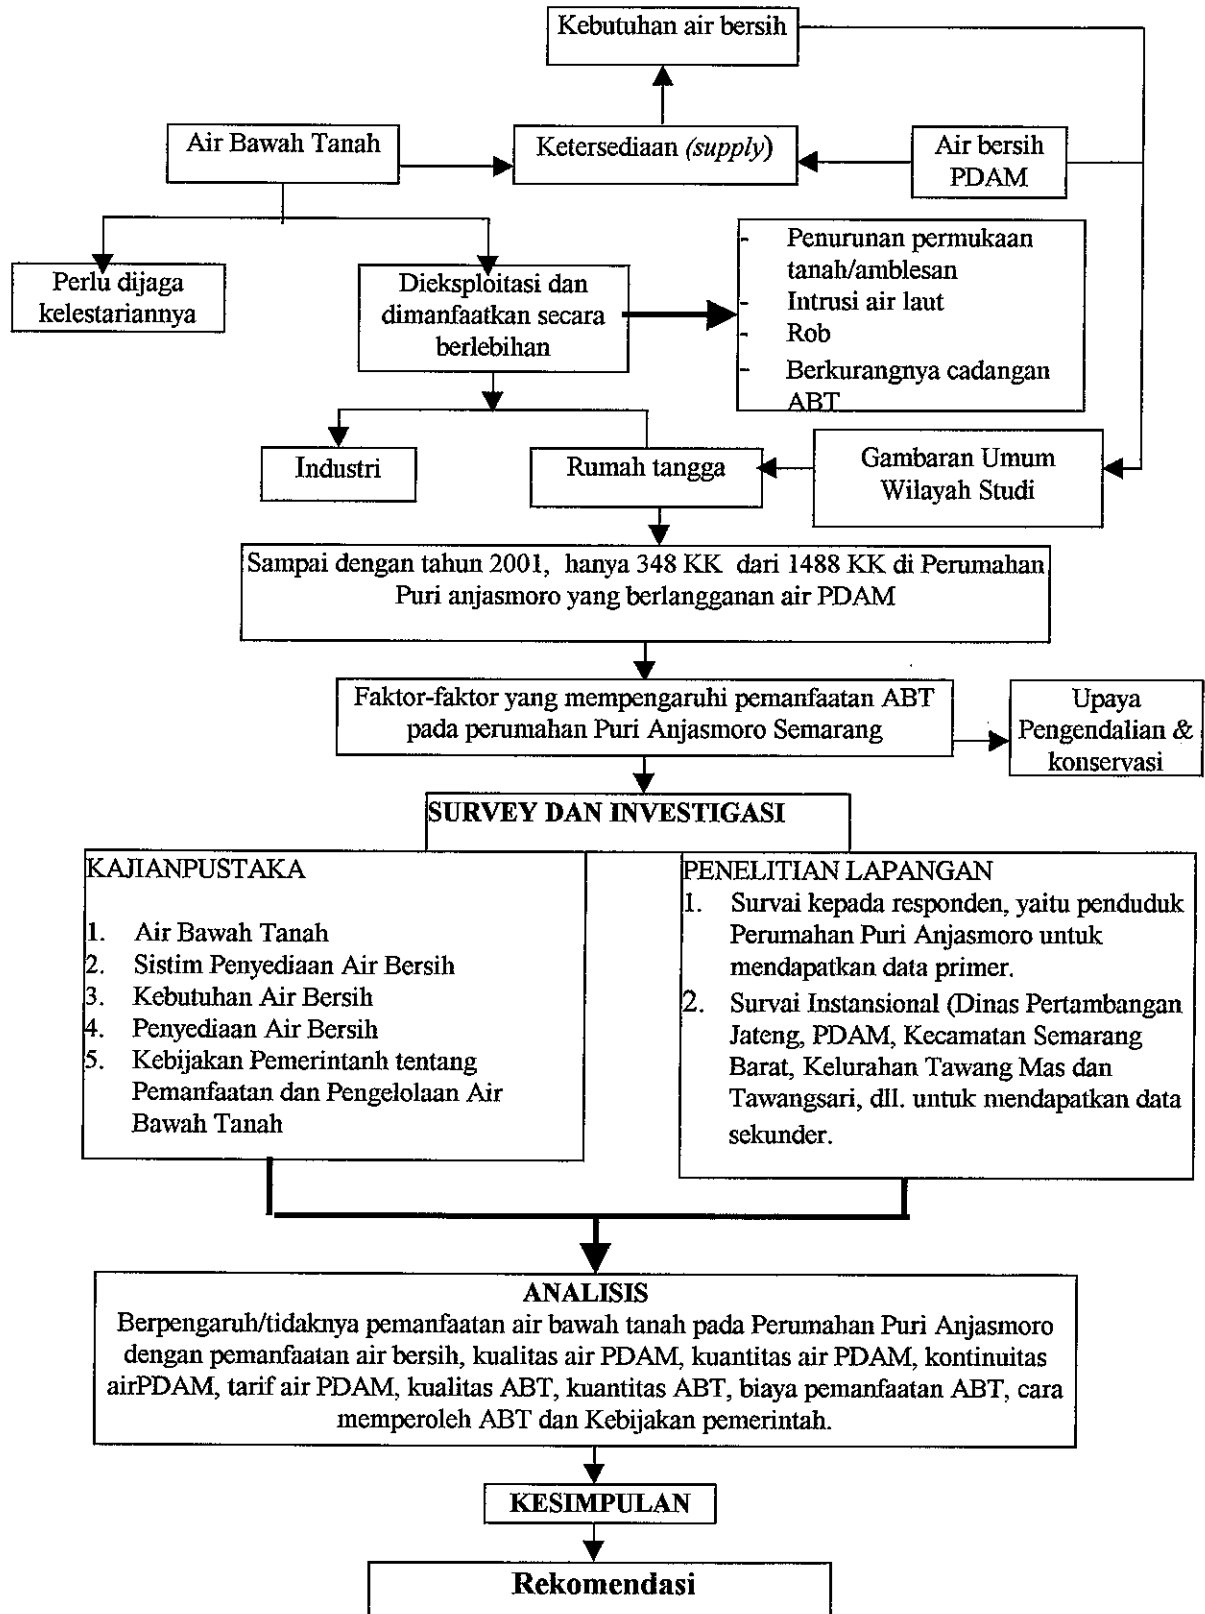 Kebutuhan air bersih
Air Bawah Tanah
Ketersediaan (supply)
Air bersih
PDAM
Perlu dijaga
kelestariannya
Dieksploitasi dan
dimanfaatkan secara
berlebihan
- Penurunan permukaan
tanah/amblesan
- Intrusi air laut
- Rob
- Berkurangnya cadangan
ABT
Industri
Rumah tangga
Gambaran Umum
Wilayah Studi
Sampai dengan tahun 2001, hanya 348 KK dari 1488 KK di Perumahan
Puri anjasmoro yang berlangganan air PDAM
Faktor-faktor yang mempengaruhi pemanfaatan ABT
pada perumahan Puri Anjasmoro Semarang
Upaya
Pengendalian &
konservasi
SURVEY DAN INVESTIGASI
KAJIANPUSTAKA
1. Air Bawah Tanah
2. Sistim Penyediaan Air Bersih
3. Kebutuhan Air Bersih
4. Penyediaan Air Bersih
5. Kebijakan Pemerintanh tentang
Pemanfaatan dan Pengelolaan Air
Bawah Tanah
PENELITIAN LAPANGAN
1. Survai kepada responden, yaitu penduduk
Perumahan Puri Anjasmoro untuk
mendapatkan data primer.
2. Survai Instansional (Dinas Pertambangan
Jateng, PDAM, Kecamatan Semarang
Barat, Kelurahan Tawang Mas dan
Tawangsari, dll. untuk mendapatkan data
sekunder.
ANALISIS
Berpengaruh/tidaknya pemanfaatan air bawah tanah pada Perumahan Puri Anjasmoro
dengan pemanfaatan air bersih, kualitas air PDAM, kuantitas air PDAM, kontinuitas
airPDAM, tarif air PDAM, kualitas ABT, kuantitas ABT, biaya pemanfaatan ABT, cara
memperoleh ABT dan Kebijakan pemerintah.
KESIMPULAN
Rekomendasi